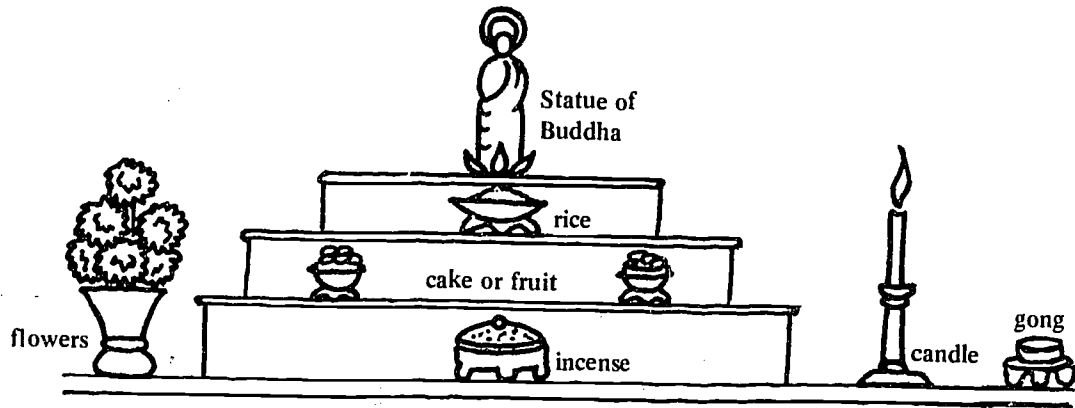 Statue of
Buddha
rice
cake or fruit
flowers
incense
candle
gong